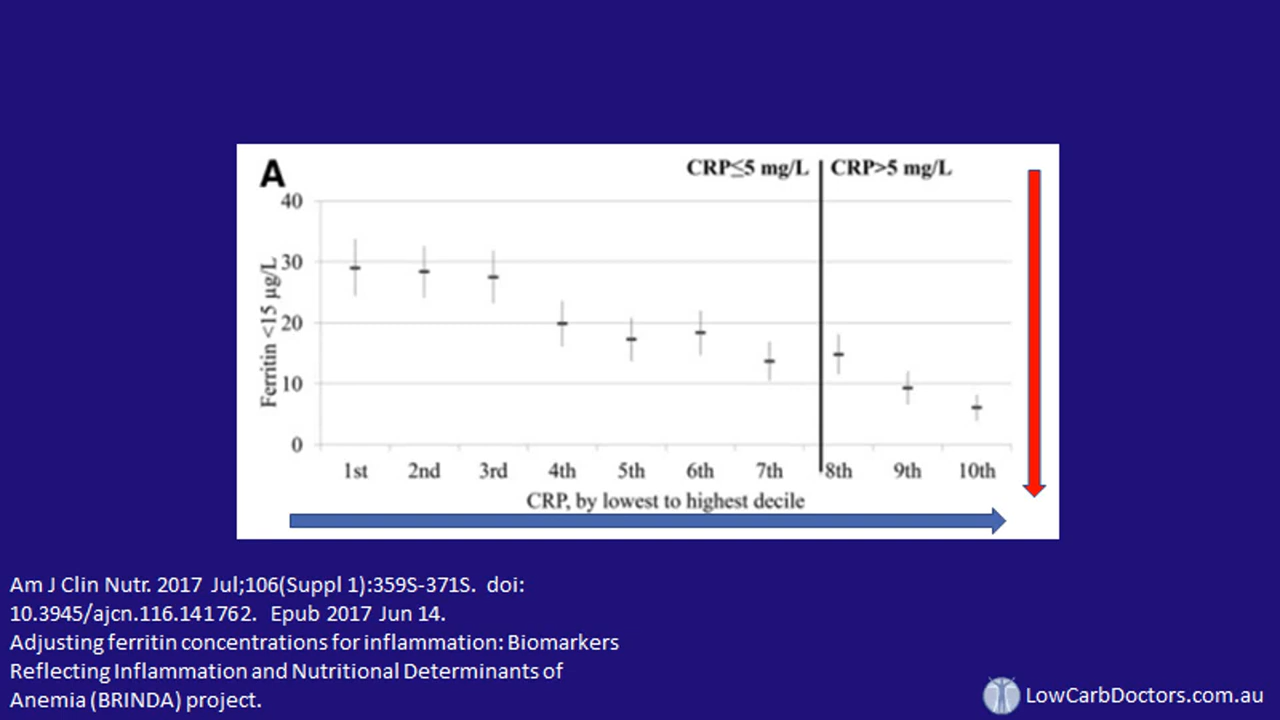 A
CRP≤5 mg/L
CRP>5 mg/L
40
30
20
10
0
Ferritin <15 µg/L
1st 2nd 3rd 4th 5th 6th 7th 8th 9th 10th
CRP, by lowest to highest decile
Am J Clin Nutr. 2017 Jul;106(Suppl 1):359S-371S. doi:
10.3945/ajcn.116.141762. Epub 2017 Jun 14.
Adjusting ferritin concentrations for inflammation: Biomarkers
Reflecting Inflammation and Nutritional Determinants of
Anemia (BRINDA) project.
LowCarbDoctors.com.au